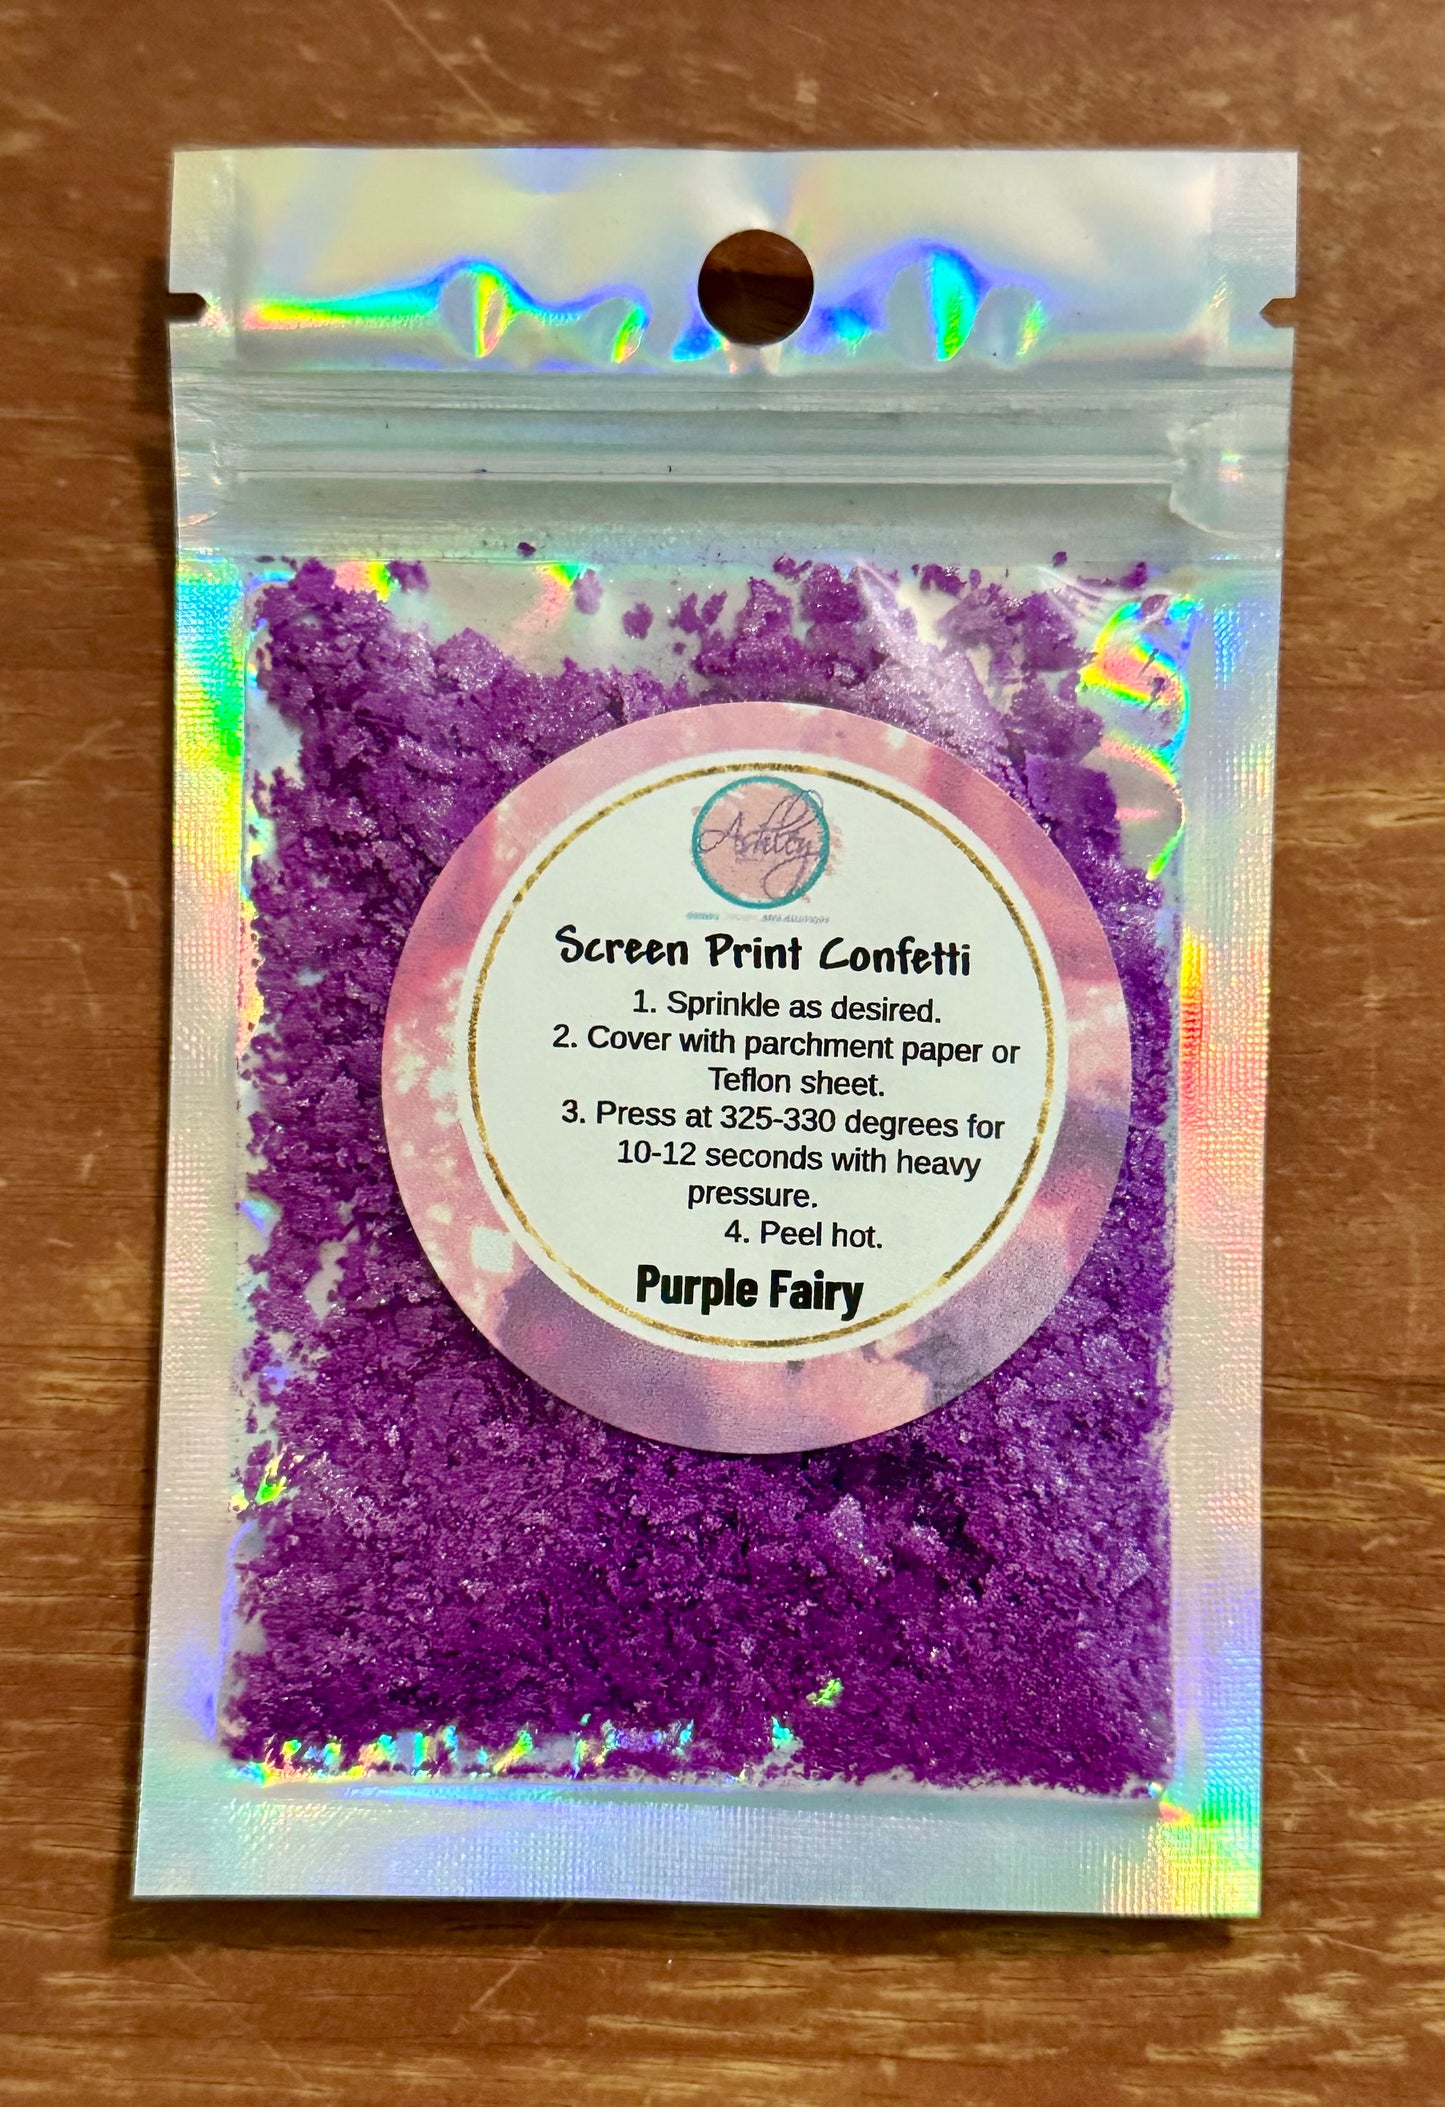 Ashley
Screen Print Confetti
1. Sprinkle as desired.
2. Cover with parchment paper or
Teflon sheet.
3. Press at 325-330 degrees for
10-12 seconds with heavy
pressure.
4. Peel hot.
Purple Fairy